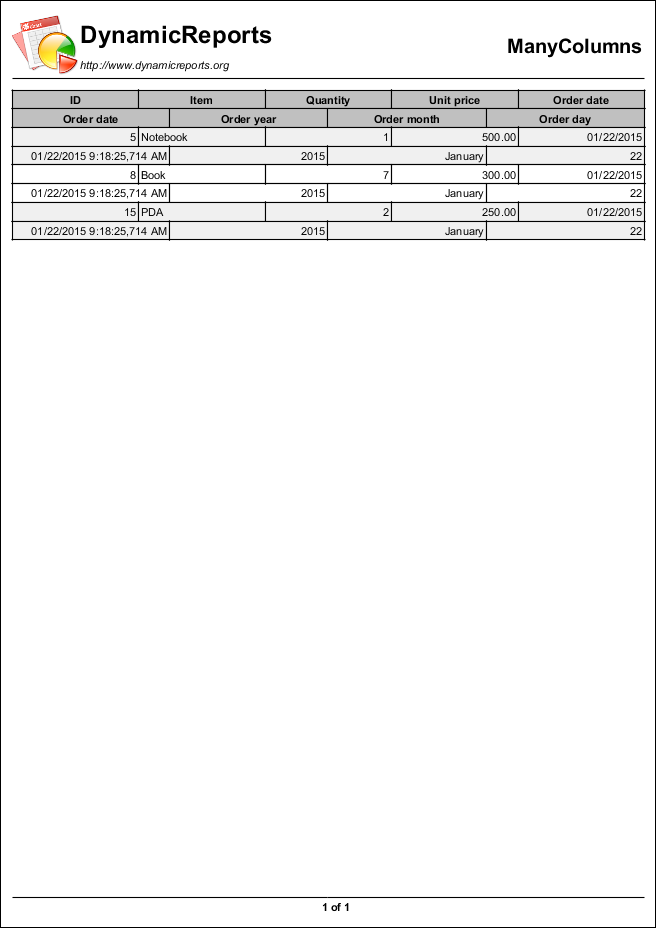 DynamicReports
http://www.dynamicreports.org
ManyColumns
ID Item Quantity Unit price Order date
Order date Order year Order month Order day
5 Notebook 1 500.00 01/22/2015
01/22/2015 9:18:25,714 AM 2015 January 22
8 Book 7 300.00 01/22/2015
01/22/2015 9:18:25,714 AM 2015 January 22
15 PDA 2 250.00 01/22/2015
01/22/2015 9:18:25,714 AM 2015 January 22
1 of 1